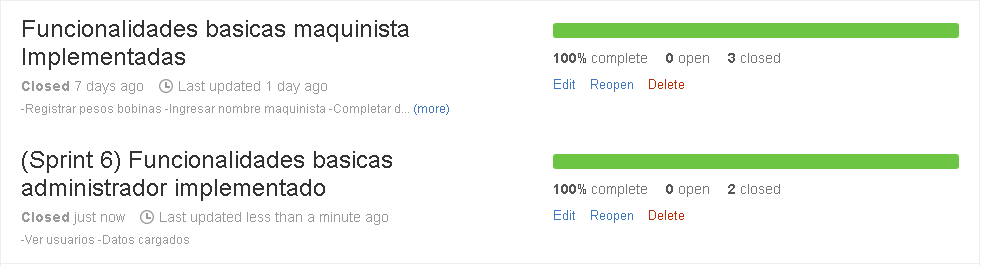 Funcionalidades basicas maquinista
Implementadas
Closed 7 days ago Last updated 1 day ago
-Registrar pesos bobinas -Ingresar nombre maquinista -Completar d... (more)
100% complete 0 open 3 closed
Edit Reopen Delete
(Sprint 6) Funcionalidades basicas
administrador implementado
Closed just now Last updated less than a minute ago
-Ver usuarios -Datos cargados
100% complete 0 open 2 closed
Edit Reopen Delete